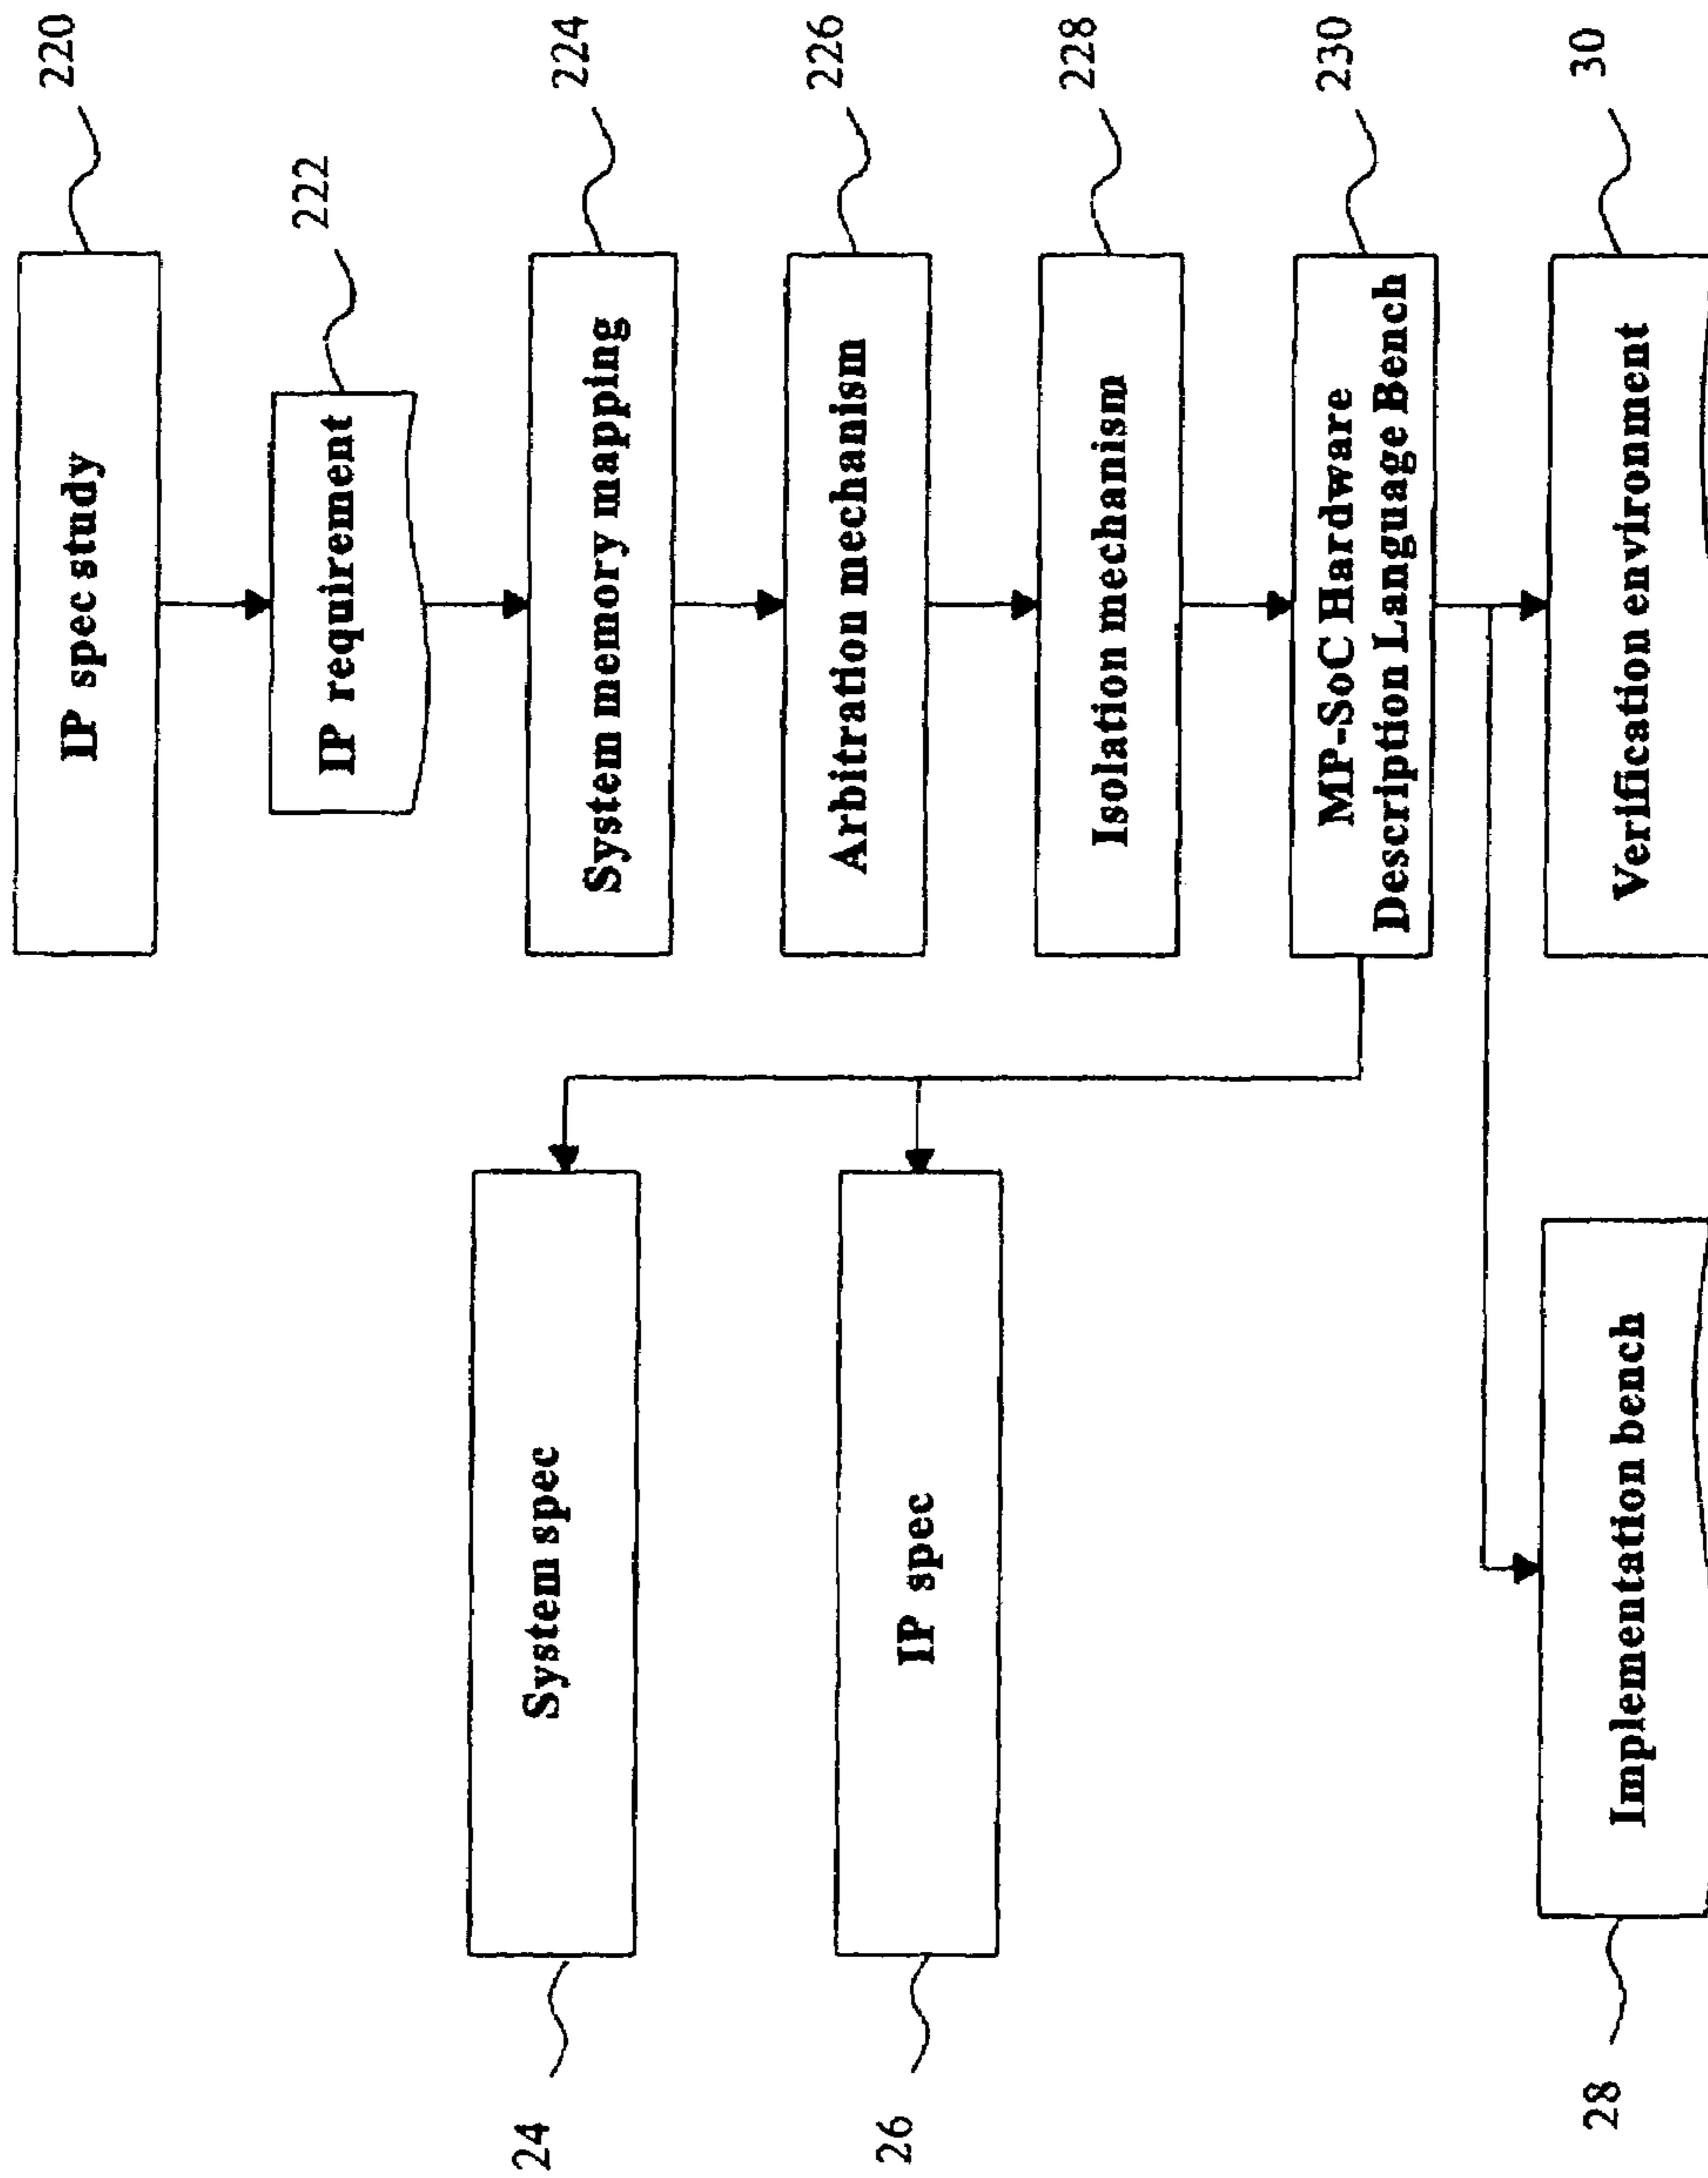 IP spec study
220
IP requirement
222
System memory mapping
224
Arbitration mechanism
226
Isolation mechanism
228
MP-SoC Hardware
Description Language Bench
230
Verification environment
30
System spec
24
IP spec
26
Implementation bench
28